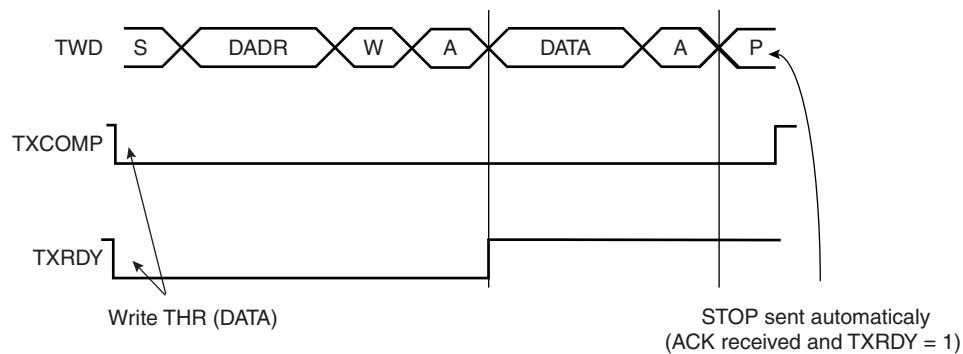 TWD S DADR W A DATA A P
TXCOMP
TXRDY
Write THR (DATA)
STOP sent automaticaly
(ACK received and TXRDY = 1)